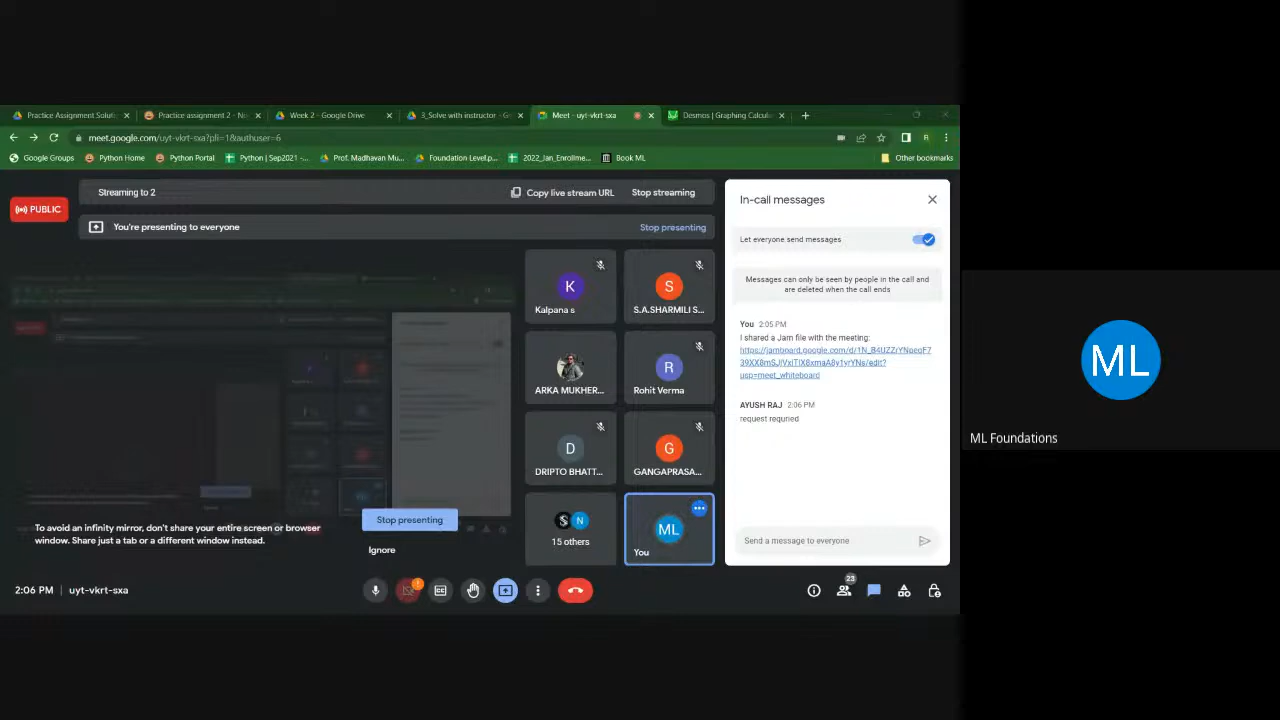 Practice Assignment Soluti
Practice assignment 2 - No
Week 2 - Google Drive
3_Solve with instructor - Go
Meet - uyt-vkrt-sxa
Desmos | Graphing Calcula
meet.google.com/uyt-vkrt-sxa?pli=1&authuser=6
Google Groups
Python Home
Python Portal
Python | Sep2021 -...
Prof. Madhavan Mu...
Foundation Level.p...
2022_Jan_Enrollme...
Book ML
Other bookmarks
PUBLIC
Streaming to 2
Copy live stream URL
Stop streaming
You're presenting to everyone
Stop presenting
K
Kalpana s
S
S.A.SHARMILI S...
ARKA MUKHER...
R
Rohit Verma
D
DRIPTO BHATT...
G
GANGAPRASA...
S N
15 others
ML
You
To avoid an infinity mirror, don't share your entire screen or browser
window. Share just a tab or a different window instead.
Stop presenting
Ignore
2:06 PM | uyt-vkrt-sxa
23
In-call messages
Let everyone send messages
Messages can only be seen by people in the call and
are deleted when the call ends
You 2:05 PM
I shared a Jam file with the meeting:
usp=meet_whiteboard
AYUSH RAJ 2:06 PM
request requried
Send a message to everyone
ML
ML Foundations